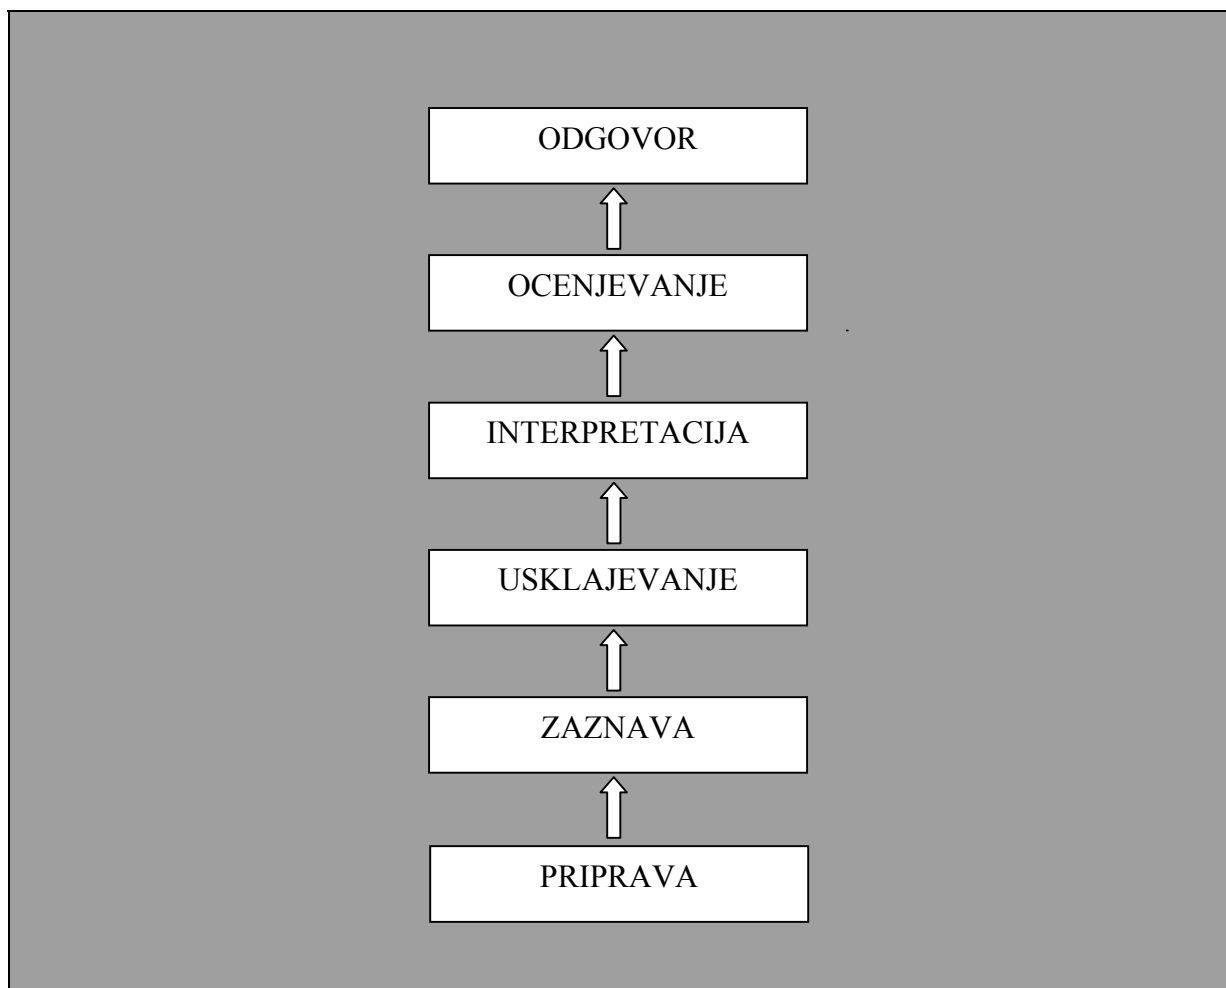 ODGOVOR
OCENJEVANJE
INTERPRETACIJA
USKLAJEVANJE
ZAZNAVA
PRIPRAVA